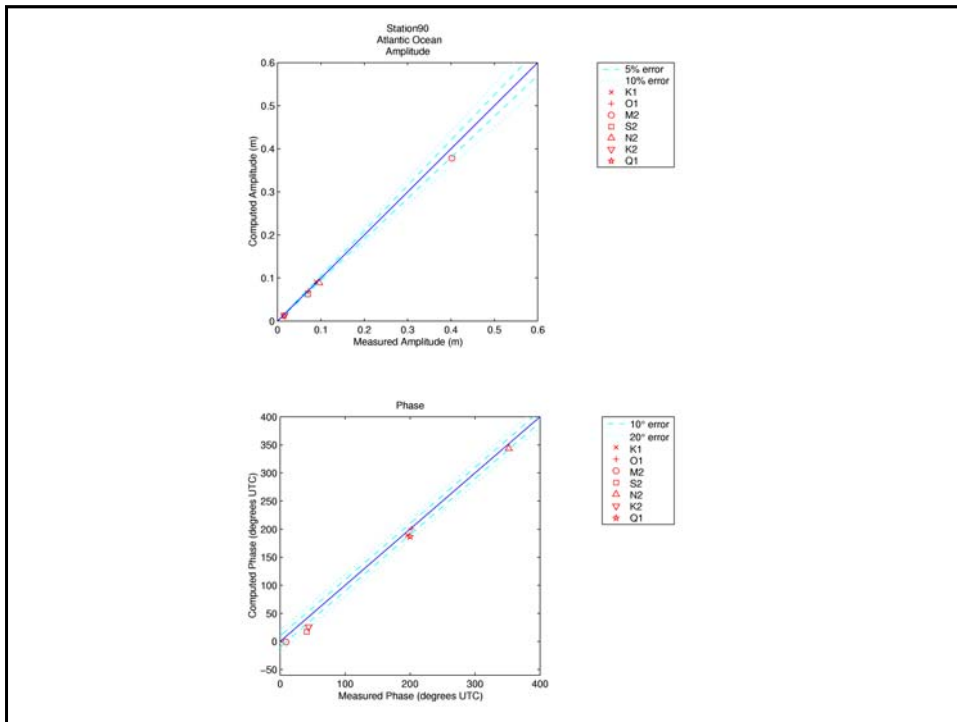 Station90
Atlantic Ocean
Amplitude
0.6
0.5
0.4
0.3
0.2
0.1
0
Computed Amplitude (m)
0 0.1 0.2 0.3 0.4 0.5 0.6
Measured Amplitude (m)
5% error
10% error
K1
O1
M2
S2
N2
K2
Q1
Phase
400
350
300
250
200
150
100
50
0
−50
Computed Phase (degrees UTC)
0 100 200 300 400
Measured Phase (degrees UTC)
10° error
20° error
K1
O1
M2
S2
N2
K2
Q1